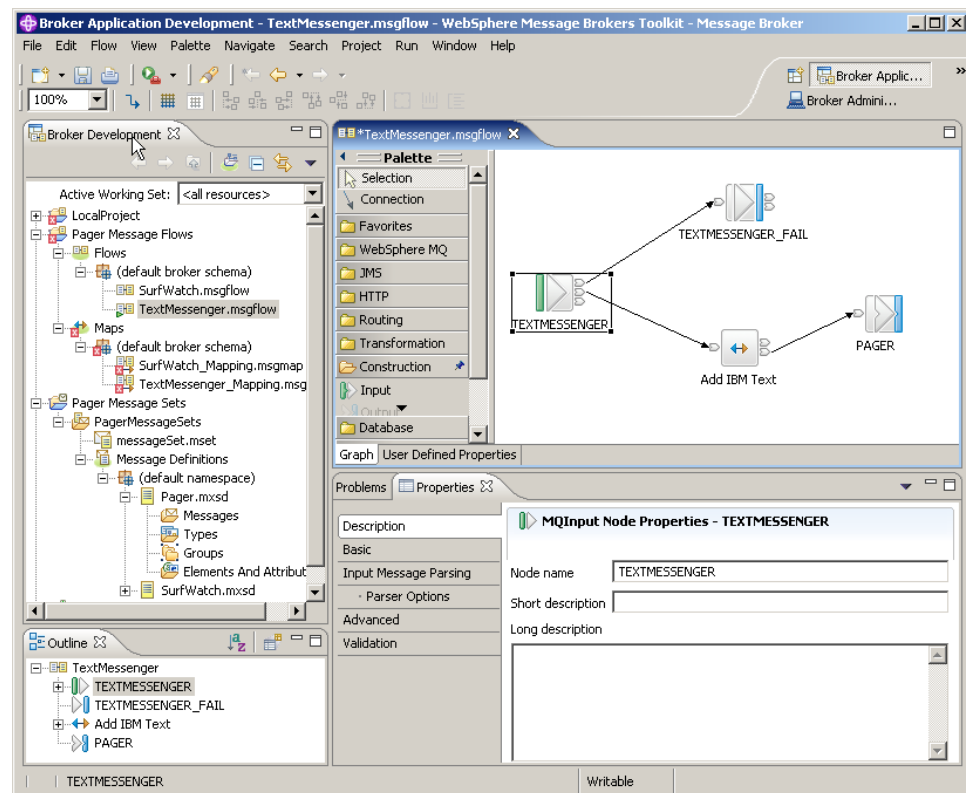 Broker Application Development - TextMessenger.msgflow - WebSphere Message Brokers Toolkit - Message Broker
File Edit Flow View Palette Navigate Search Project Run Window Help
Broker Applic...
»
100%
Broker Admini...
Broker Development
Active Working Set: <all resources>
LocalProject
Pager Message Flows
Flows
(default broker schema)
SurfWatch.msgflow
TextMessenger.msgflow
Maps
(default broker schema)
SurfWatch_Mapping.msgmap
TextMessenger_Mapping.msg
Pager Message Sets
PagerMessageSets
messageSet.mset
Message Definitions
(default namespace)
Pager.mxsd
Messages
Types
Groups
Elements And Attribut
SurfWatch.mxsd
Outline
TextMessenger
TEXTMESSENGER
TEXTMESSENGER_FAIL
Add IBM Text
PAGER
*TextMessenger.msgflow
Palette
Selection
Connection
Favorites
WebSphere MQ
JMS
HTTP
Routing
Transformation
Construction
Input
Output
Database
TEXTMESSENGER_FAIL
TEXTMESSENGER
Add IBM Text
PAGER
Graph User Defined Properties
Problems Properties
Description
Basic
Input Message Parsing
· Parser Options
Advanced
Validation
MQInput Node Properties - TEXTMESSENGER
Node name TEXTMESSENGER
Short description
Long description
TEXTMESSENGER
Writable